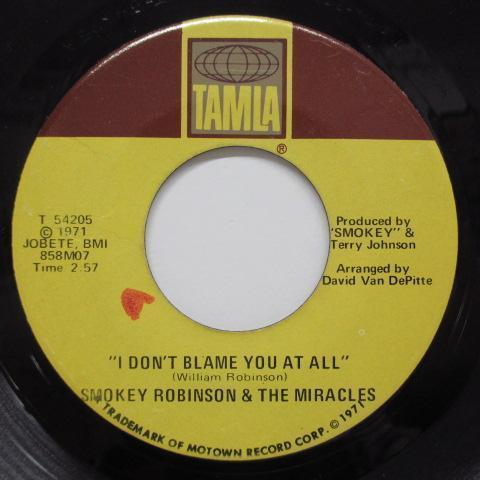 TAMLA
®
T 54205
© 1971
JOBETE, BMI
858M07
Time 2.57
Produced by
'SMOKEY" &
Terry Johnson
Arranged by
David Van DePitte
"I DON'T BLAME YOU AT ALL"
(William Robinson)
SMOKEY ROBINSON & THE MIRACLES
TRADEMARK OF MOTOWN RECORD CORP. © 1971